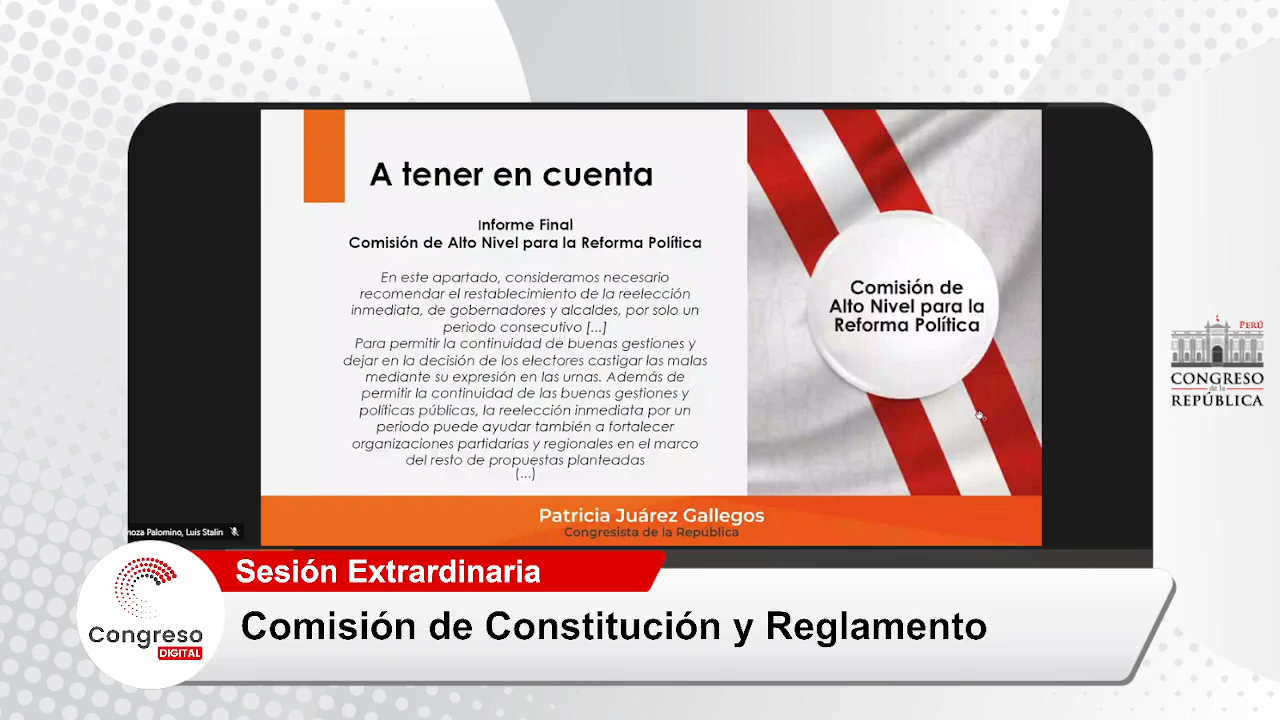 A tener en cuenta
Informe Final
Comisión de Alto Nivel para la Reforma Política
En este apartado, consideramos necesario
recomendar el restablecimiento de la reelección
inmediata, de gobernadores y alcaldes, por solo un
periodo consecutivo [...]
Para permitir la continuidad de buenas gestiones y
dejar en la decisión de los electores castigar las malas
mediante su expresión en las urnas. Además de
permitir la continuidad de las buenas gestiones y
políticas públicas, la reelección inmediata por un
periodo puede ayudar también a fortalecer
organizaciones partidarias y regionales en el marco
del resto de propuestas planteadas
(...)
Comisión de
Alto Nivel para la
Reforma Política
Patricia Juárez Gallegos
Congresista de la República
Palomino, Luis Stalin
PERÚ
CONGRESO
de la
REPÚBLICA
Sesión Extrardinaria
Comisión de Constitución y Reglamento
Congreso
DIGITAL